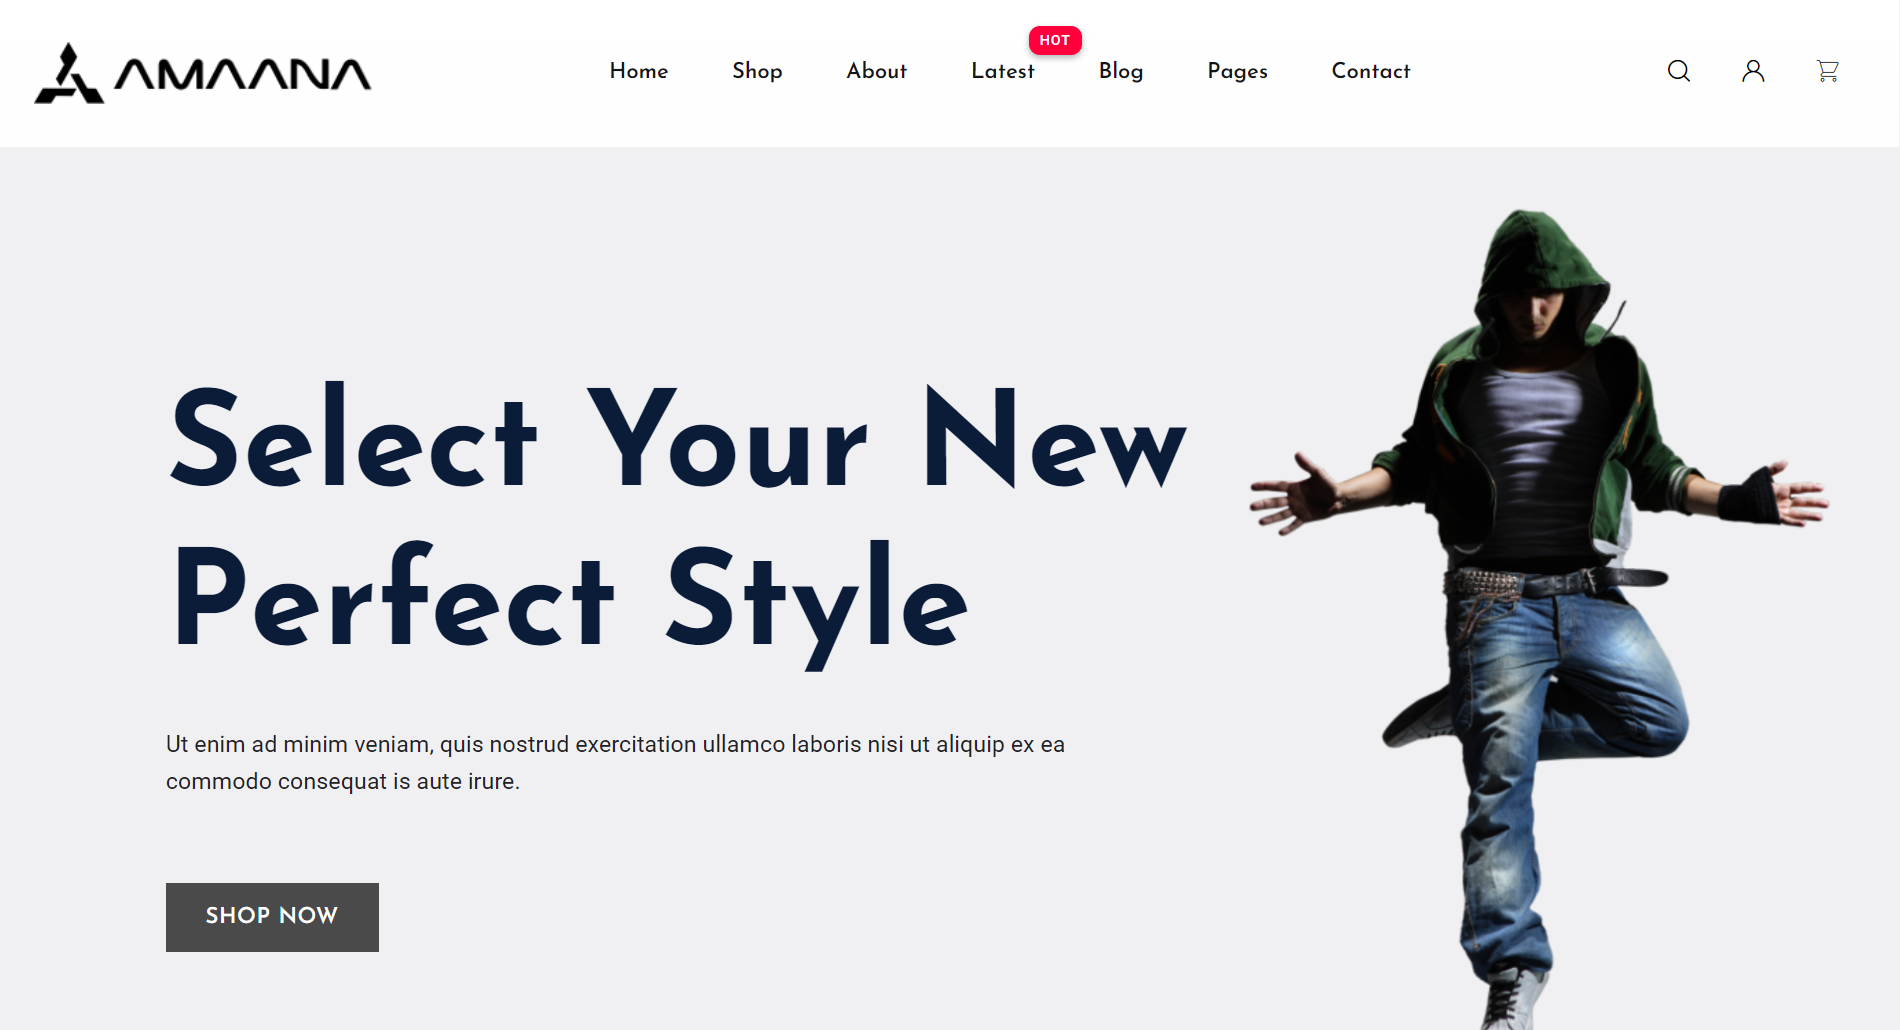 AMAANA
HOT
Home Shop About Latest Blog Pages Contact
Select Your New
Perfect Style
Ut enim ad minim veniam, quis nostrud exercitation ullamco laboris nisi ut aliquip ex ea
commodo consequat is aute irure.
SHOP NOW